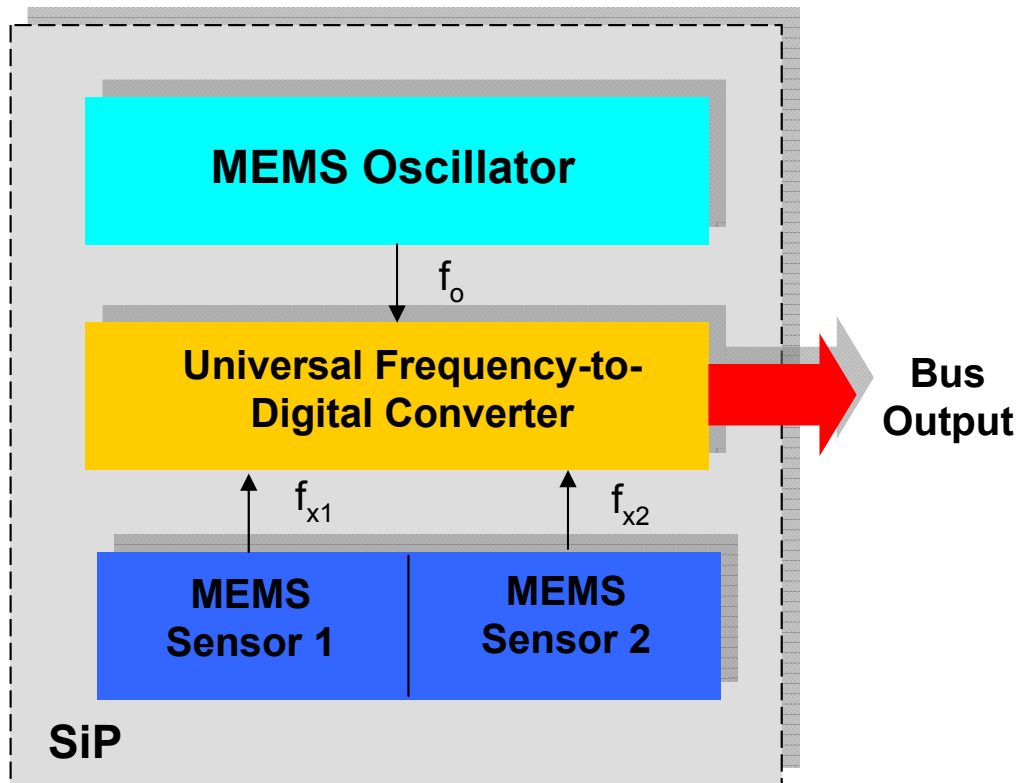 MEMS Oscillator
fo
Universal Frequency-to-
Digital Converter
Bus
Output
fx1
fx2
MEMS
Sensor 1
MEMS
Sensor 2
SiP